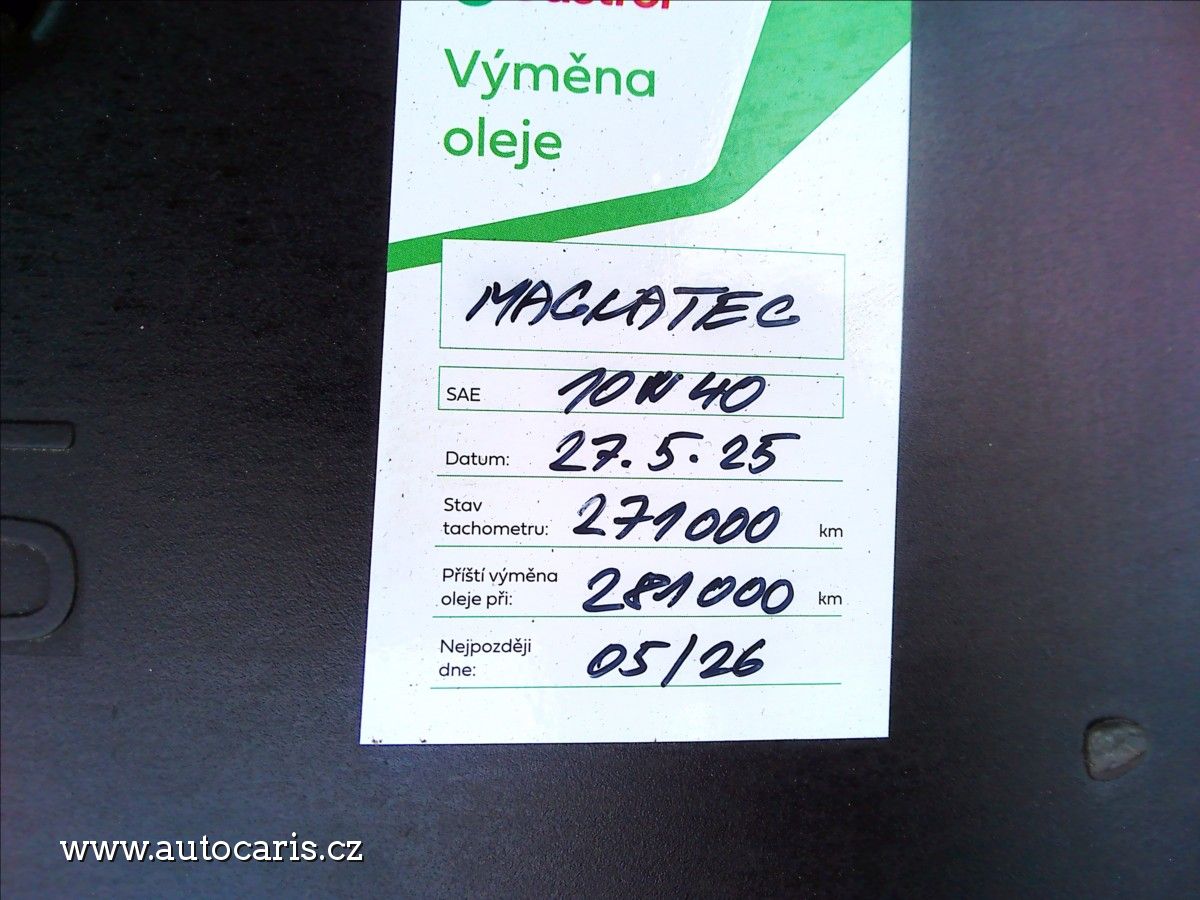 Castrol
Výměna
oleje
MAGNATEC
SAE 10W40
Datum: 27.5.25
Stav
tachometru: 271000 km
Příští výměna
oleje při: 281000 km
Nejpozději
dne: 05/26
www.autocaris.cz